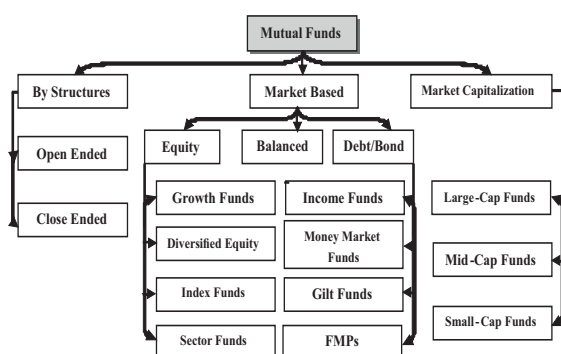 Mutual Funds
By Structures
Market Based
Market Capitalization
Equity
Balanced
Debt/Bond
Open Ended
Close Ended
Growth Funds
Income Funds
Large-Cap Funds
Diversified Equity
Money Market
Funds
Mid-Cap Funds
Index Funds
Gilt Funds
Small-Cap Funds
Sector Funds
FMPs